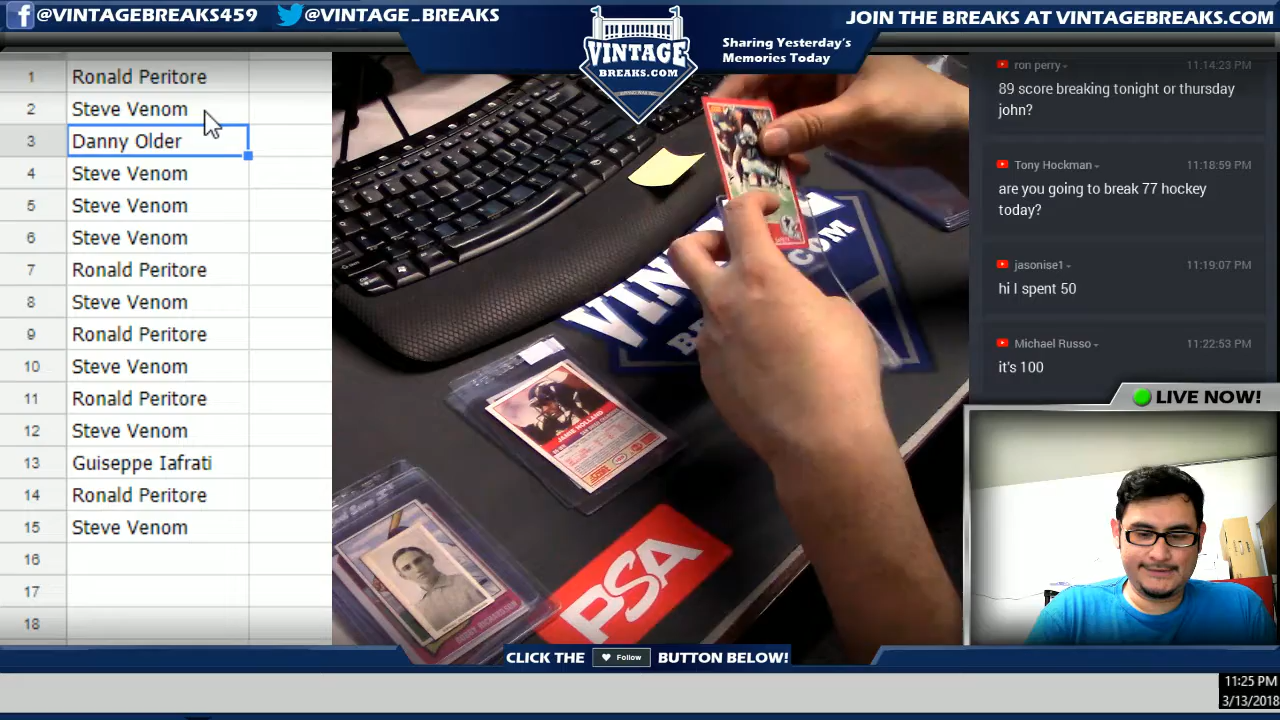 @VINTAGEBREAKS459
@VINTAGE_BREAKS
VINTAGE
BREAKS.COM
Sharing Yesterday's
Memories Today
JOIN THE BREAKS AT VINTAGEBREAKS.COM
1 Ronald Peritore
2 Steve Venom
3 Danny Older
4 Steve Venom
5 Steve Venom
6 Steve Venom
7 Ronald Peritore
8 Steve Venom
9 Ronald Peritore
10 Steve Venom
11 Ronald Peritore
12 Steve Venom
13 Guiseppe Iafrati
14 Ronald Peritore
15 Steve Venom
16
17
18
JAMIE HOLLAND
SCORE
PSA
ron perry 11:14:23 PM
89 score breaking tonight or thursday
john?
Tony Hockman 11:18:59 PM
are you going to break 77 hockey
today?
jasonise1 11:19:07 PM
hi I spent 50
Michael Russo 11:22:53 PM
it's 100
LIVE NOW!
CLICK THE Follow BUTTON BELOW!
11:25 PM
3/13/2018